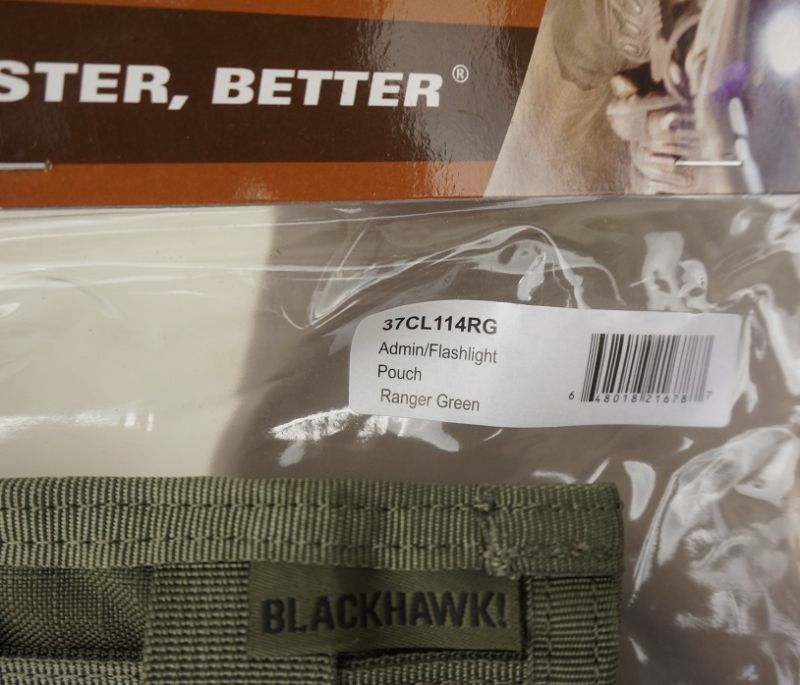 STER, BETTER®
37CL114RG
Admin/Flashlight
Pouch
Ranger Green
6 48018 21678 7
BLACKHAWK!